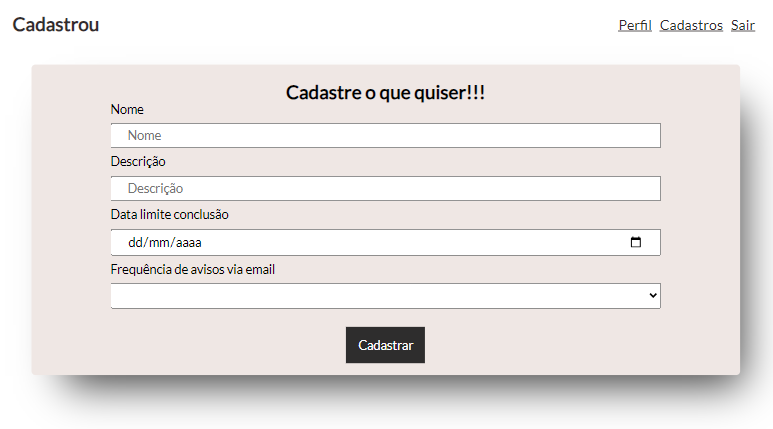 Cadastrou
Perfil Cadastros Sair
Cadastre o que quiser!!!
Nome
Nome
Descrição
Descrição
Data limite conclusão
dd/mm/aaaa
Frequência de avisos via email
Cadastrar